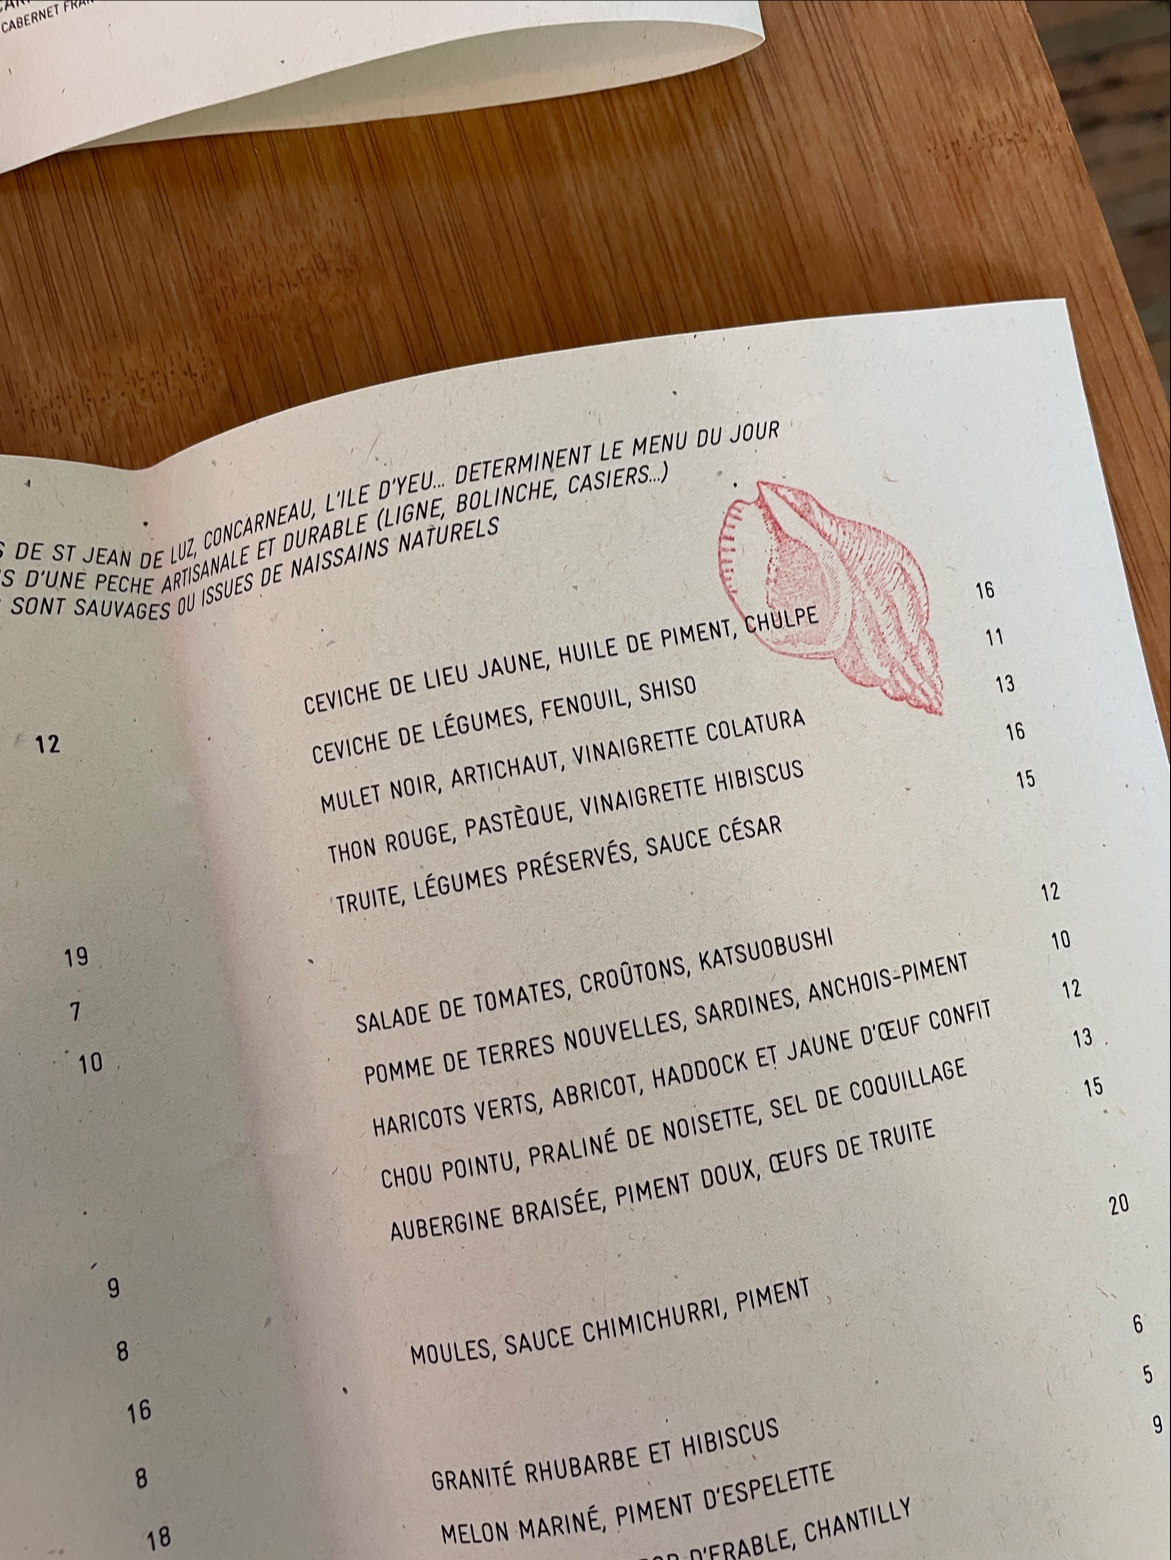 CABERNET
S DE ST JEAN DE LUZ, CONCARNEAU, L'ILE D'YEU... DETERMINENT LE MENU DU JOUR
S D'UNE PECHE ARTISANALE ET DURABLE (LIGNE, BOLINCHE, CASIERS...)
SONT SAUVAGES OU ISSUES DE NAISSAINS NATURELS
CEVICHE DE LIEU JAUNE, HUILE DE PIMENT, CHULPE 16
CEVICHE DE LÉGUMES, FENOUIL, SHISO 11
MULET NOIR, ARTICHAUT, VINAIGRETTE COLATURA 13
THON ROUGE, PASTÈQUE, VINAIGRETTE HIBISCUS 16
TRUITE, LÉGUMES PRÉSERVÉS, SAUCE CÉSAR 15
SALADE DE TOMATES, CROÛTONS, KATSUOBUSHI 12
POMME DE TERRES NOUVELLES, SARDINES, ANCHOIS-PIMENT 10
HARICOTS VERTS, ABRICOT, HADDOCK ET JAUNE D'ŒUF CONFIT 12
CHOU POINTU, PRALINÉ DE NOISETTE, SEL DE COQUILLAGE 13
AUBERGINE BRAISÉE, PIMENT DOUX, ŒUFS DE TRUITE 15
MOULES, SAUCE CHIMICHURRI, PIMENT 20
GRANITÉ RHUBARBE ET HIBISCUS 6
MELON MARINÉ, PIMENT D'ESPELETTE 5
D'ERABLE, CHANTILLY 9
12
19
7
10
9
8
16
8
18